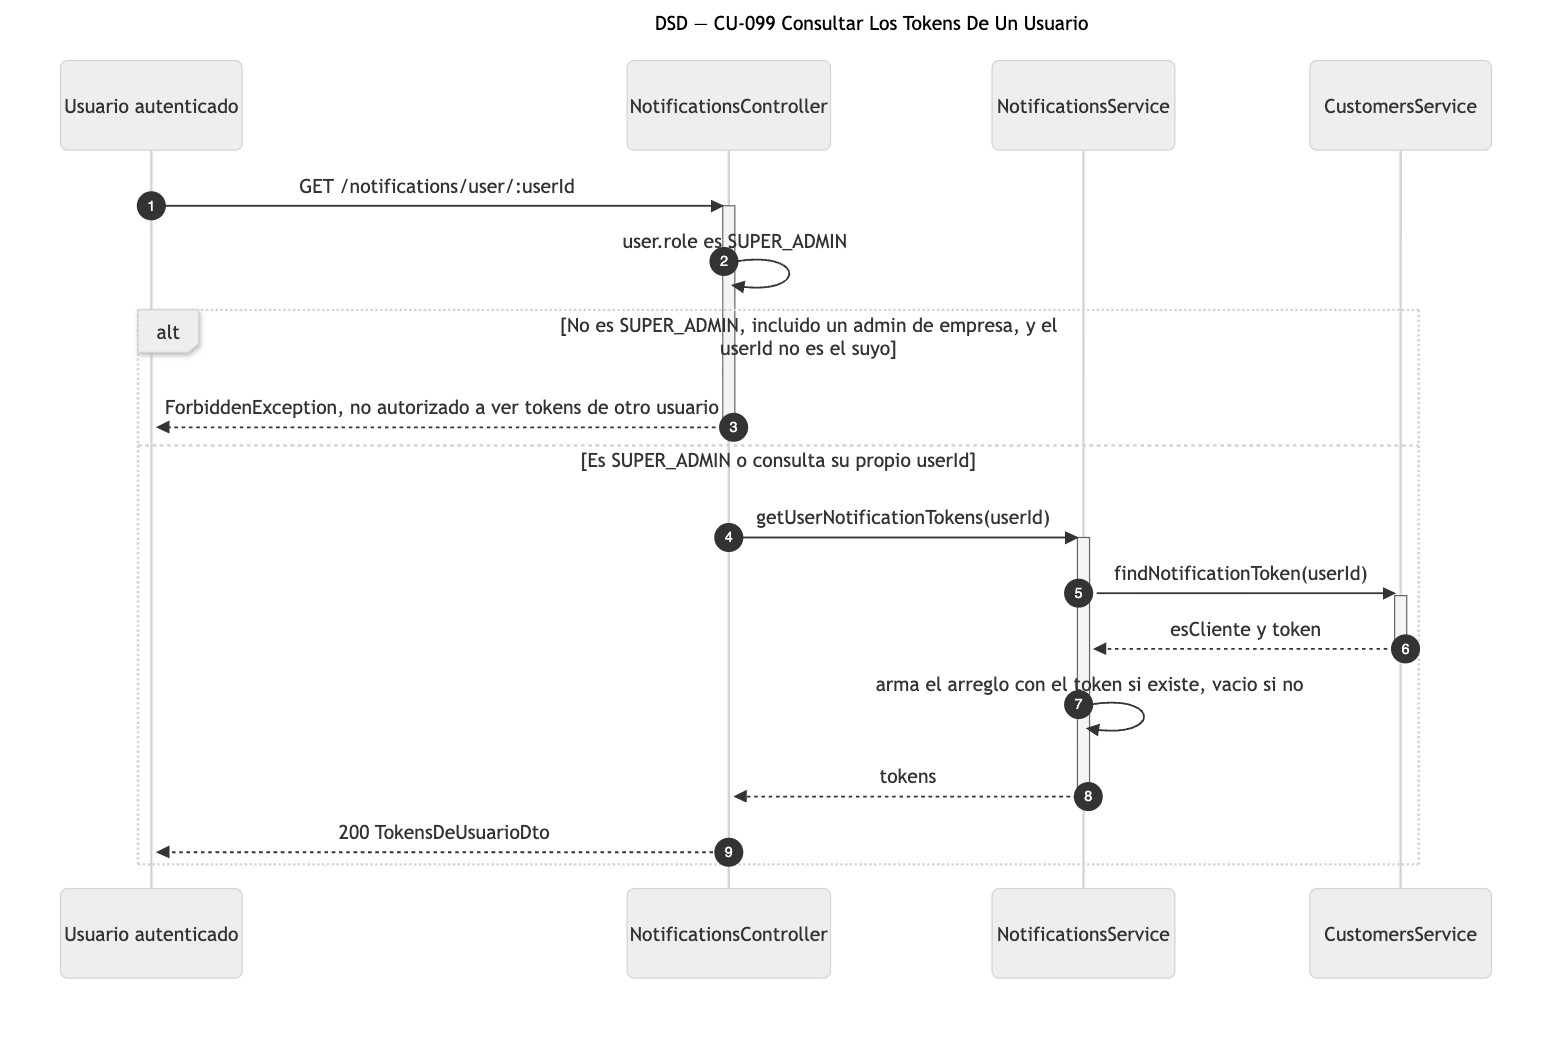 DSD — CU-099 Consultar Los Tokens De Un Usuario
Usuario autenticado
NotificationsController
NotificationsService
CustomersService
GET /notifications/user/:userId
1
user.role es SUPER_ADMIN
2
alt
[No es SUPER_ADMIN, incluido un admin de empresa, y el
userId no es el suyo]
ForbiddenException, no autorizado a ver tokens de otro usuario
3
[Es SUPER_ADMIN o consulta su propio userId]
getUserNotificationTokens(userId)
4
findNotificationToken(userId)
5
esCliente y token
6
arma el arreglo con el token si existe, vacio si no
7
tokens
8
200 TokensDeUsuarioDto
9
Usuario autenticado
NotificationsController
NotificationsService
CustomersService